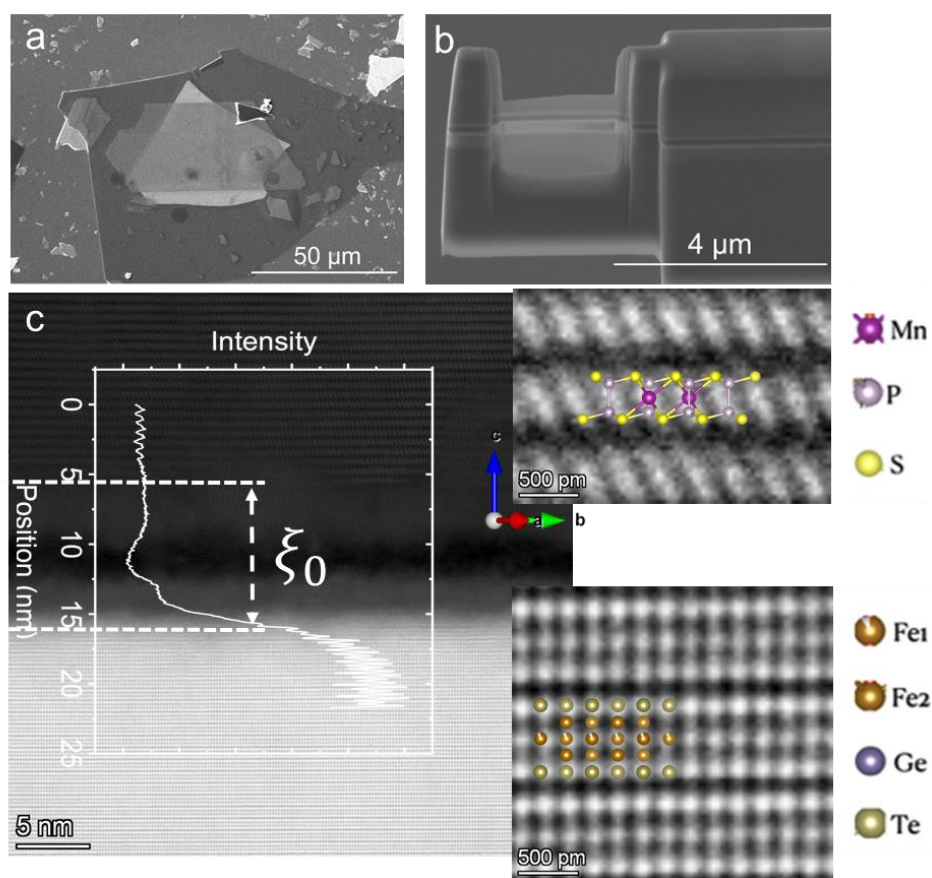 a
50 μm
b
4 μm
c
Intensity
Position (nm)
0
5
10
15
20
25
ξ0
5 nm
c
a
b
500 pm
Mn
P
S
500 pm
Fe1
Fe2
Ge
Te